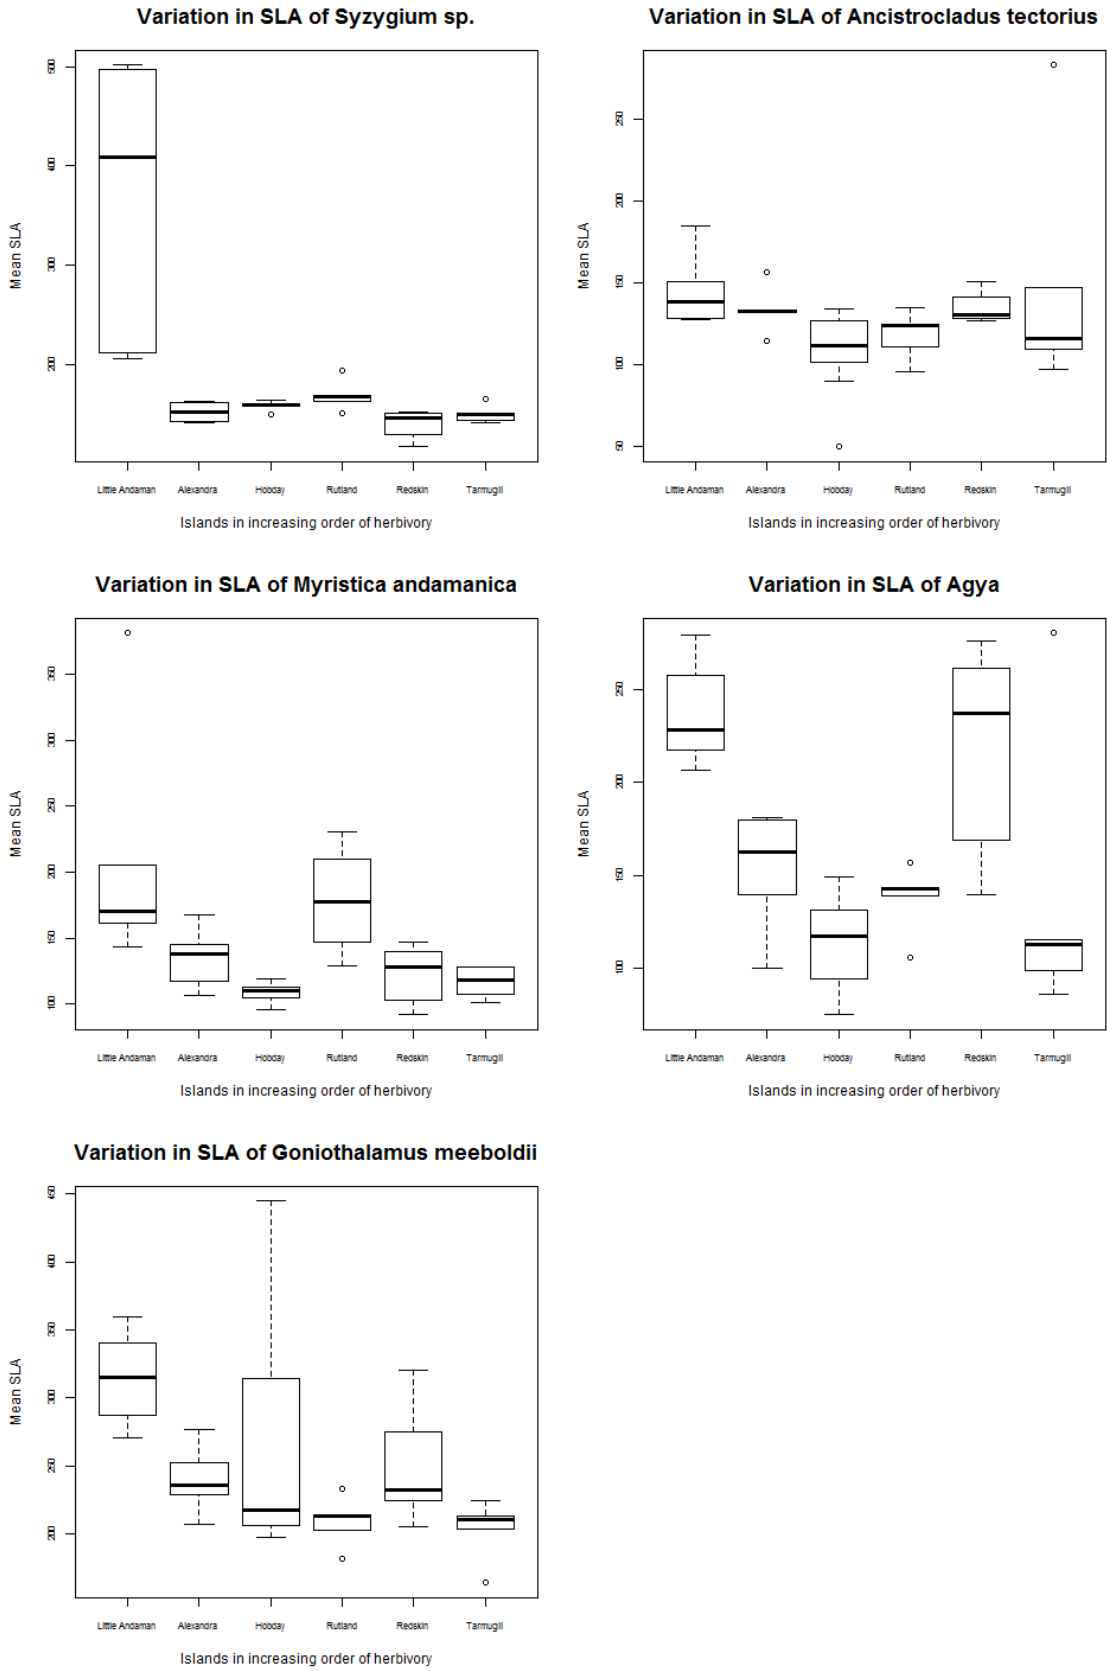 Variation in SLA of Syzygium sp.
Mean SLA
500
400
300
200
Little Andaman Alexandra Hobday Rutland Redskin Tarmugili
Islands in increasing order of herbivory
Variation in SLA of Ancistrocladus tectorius
Mean SLA
250
200
150
100
50
Little Andaman Alexandra Hobday Rutland Redskin Tarmugili
Islands in increasing order of herbivory
Variation in SLA of Myristica andamanica
Mean SLA
350
300
250
200
150
100
Little Andaman Alexandra Hobday Rutland Redskin Tarmugili
Islands in increasing order of herbivory
Variation in SLA of Agya
Mean SLA
250
200
150
100
Little Andaman Alexandra Hobday Rutland Redskin Tarmugili
Islands in increasing order of herbivory
Variation in SLA of Goniothalamus meeboldii
Mean SLA
450
400
350
300
250
200
Little Andaman Alexandra Hobday Rutland Redskin Tarmugili
Islands in increasing order of herbivory